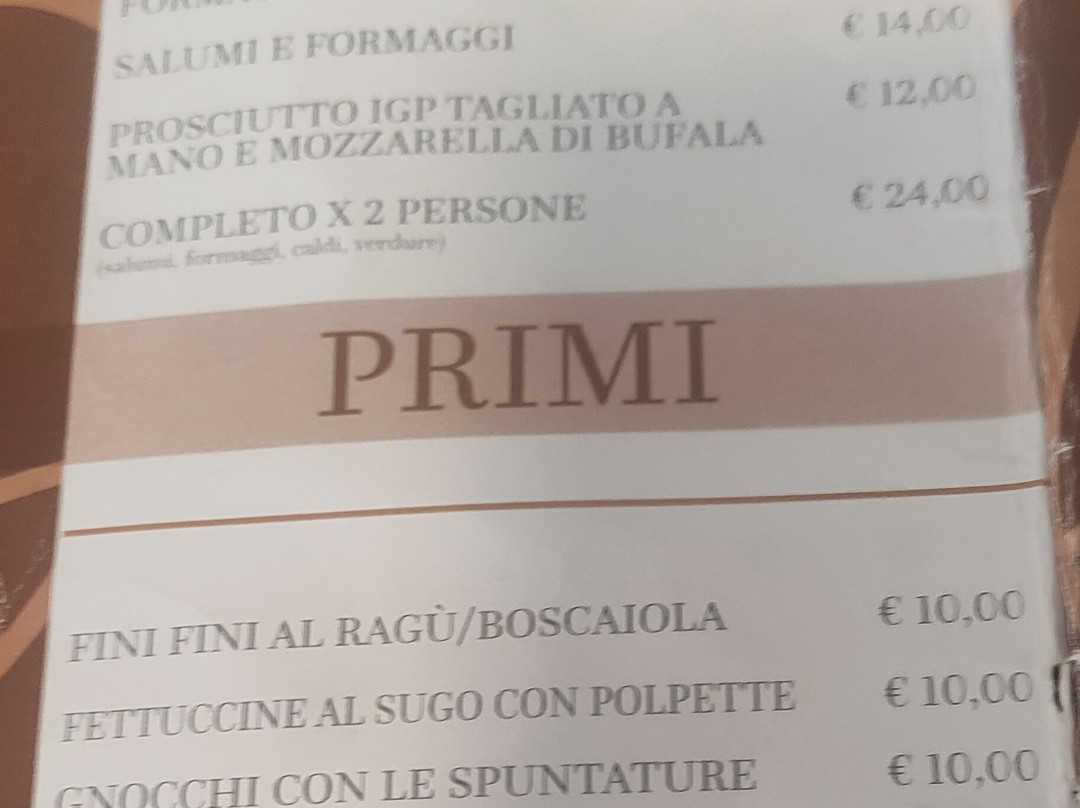 SALUMI E FORMAGGI € 14,00
PROSCIUTTO IGP TAGLIATO A € 12,00
MANO E MOZZARELLA DI BUFALA
COMPLETO X 2 PERSONE € 24,00
(salumi, formaggi, caldi, verdure)
PRIMI
FINI FINI AL RAGÙ/BOSCAIOLA € 10,00
FETTUCCINE AL SUGO CON POLPETTE € 10,00
GNOCCHI CON LE SPUNTATURE € 10,00